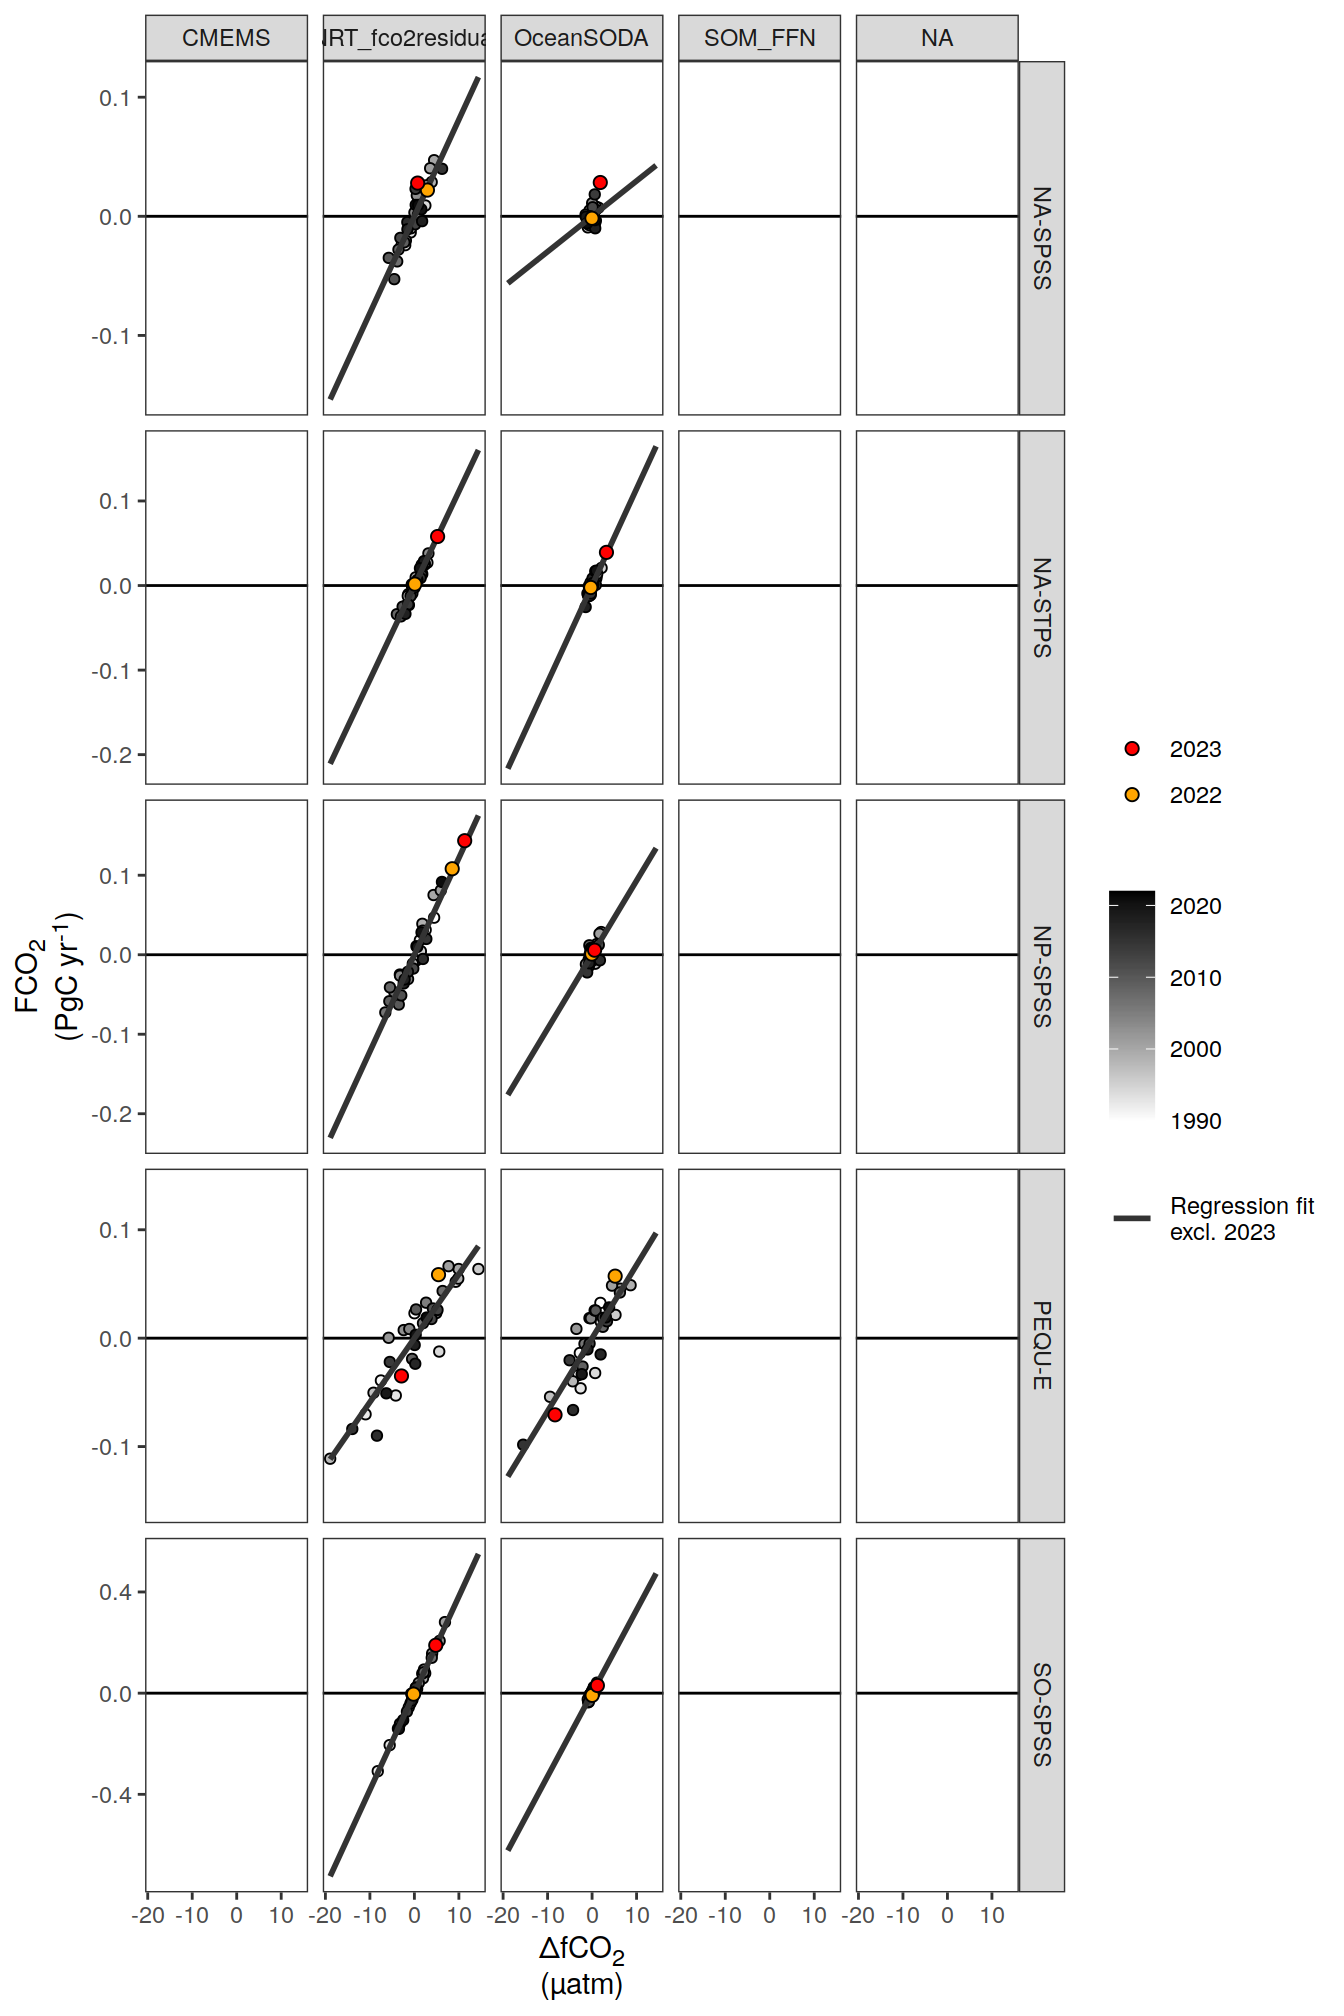 CMEMS NRT_fco2residua OceanSODA SOM_FFN NA
0.1
0.0
-0.1
NA-SPSS
0.1
0.0
-0.1
-0.2
NA-STPS
0.1
0.0
-0.1
-0.2
NP-SPSS
0.1
0.0
-0.1
PEQU-E
0.4
0.0
-0.4
SO-SPSS
-20 -10 0 10 -20 -10 0 10 -20 -10 0 10 -20 -10 0 10 -20 -10 0 10
ΔfCO₂
(µatm)
FCO₂
(PgC yr⁻¹)
2023
2022
2020
2010
2000
1990
Regression fit
excl. 2023